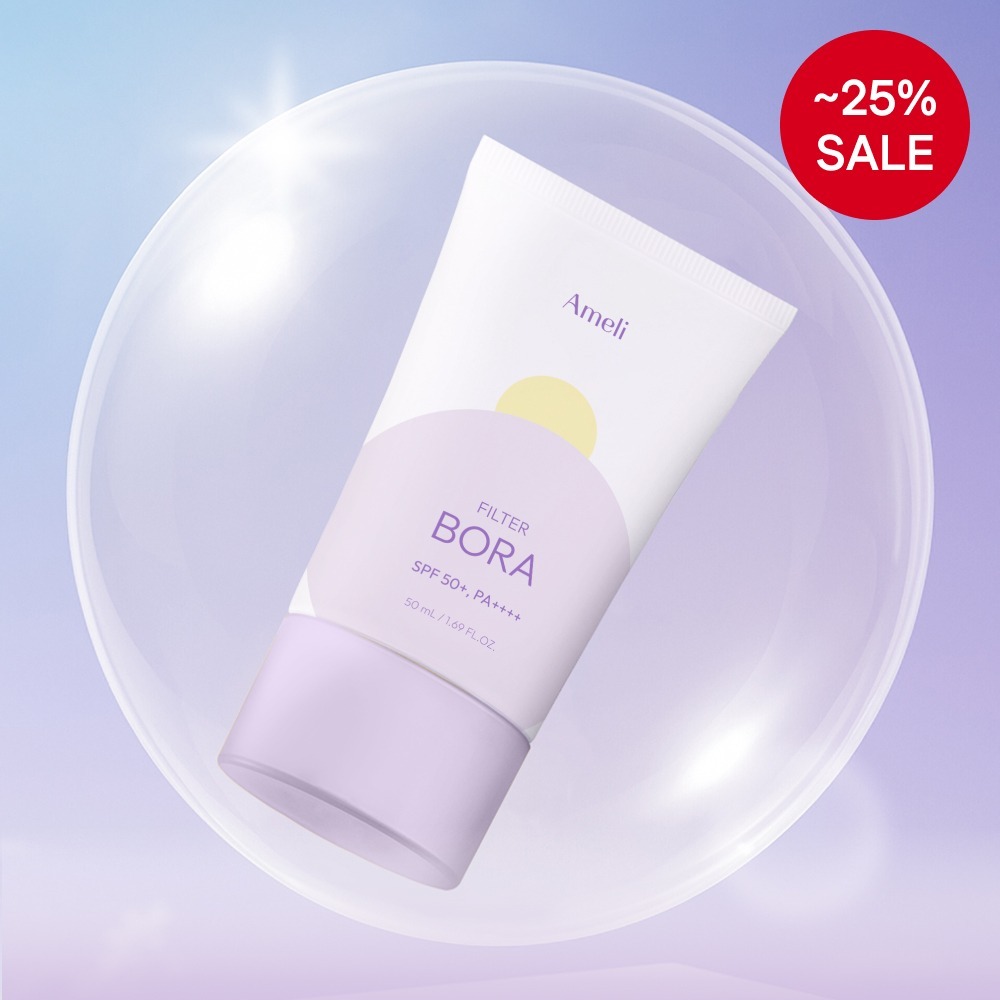 ~25%
SALE
Ameli
FILTER
BORA
SPF 50+, PA++++
50 mL / 1.69 FL.OZ.